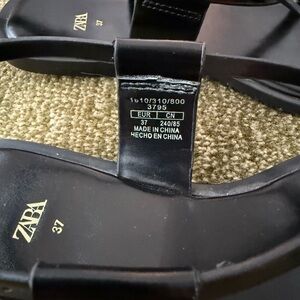 ZARA
37
1610/310/800
3795
EUR CN
37 240/85
MADE IN CHINA
HECHO EN CHINA
ZARA
37